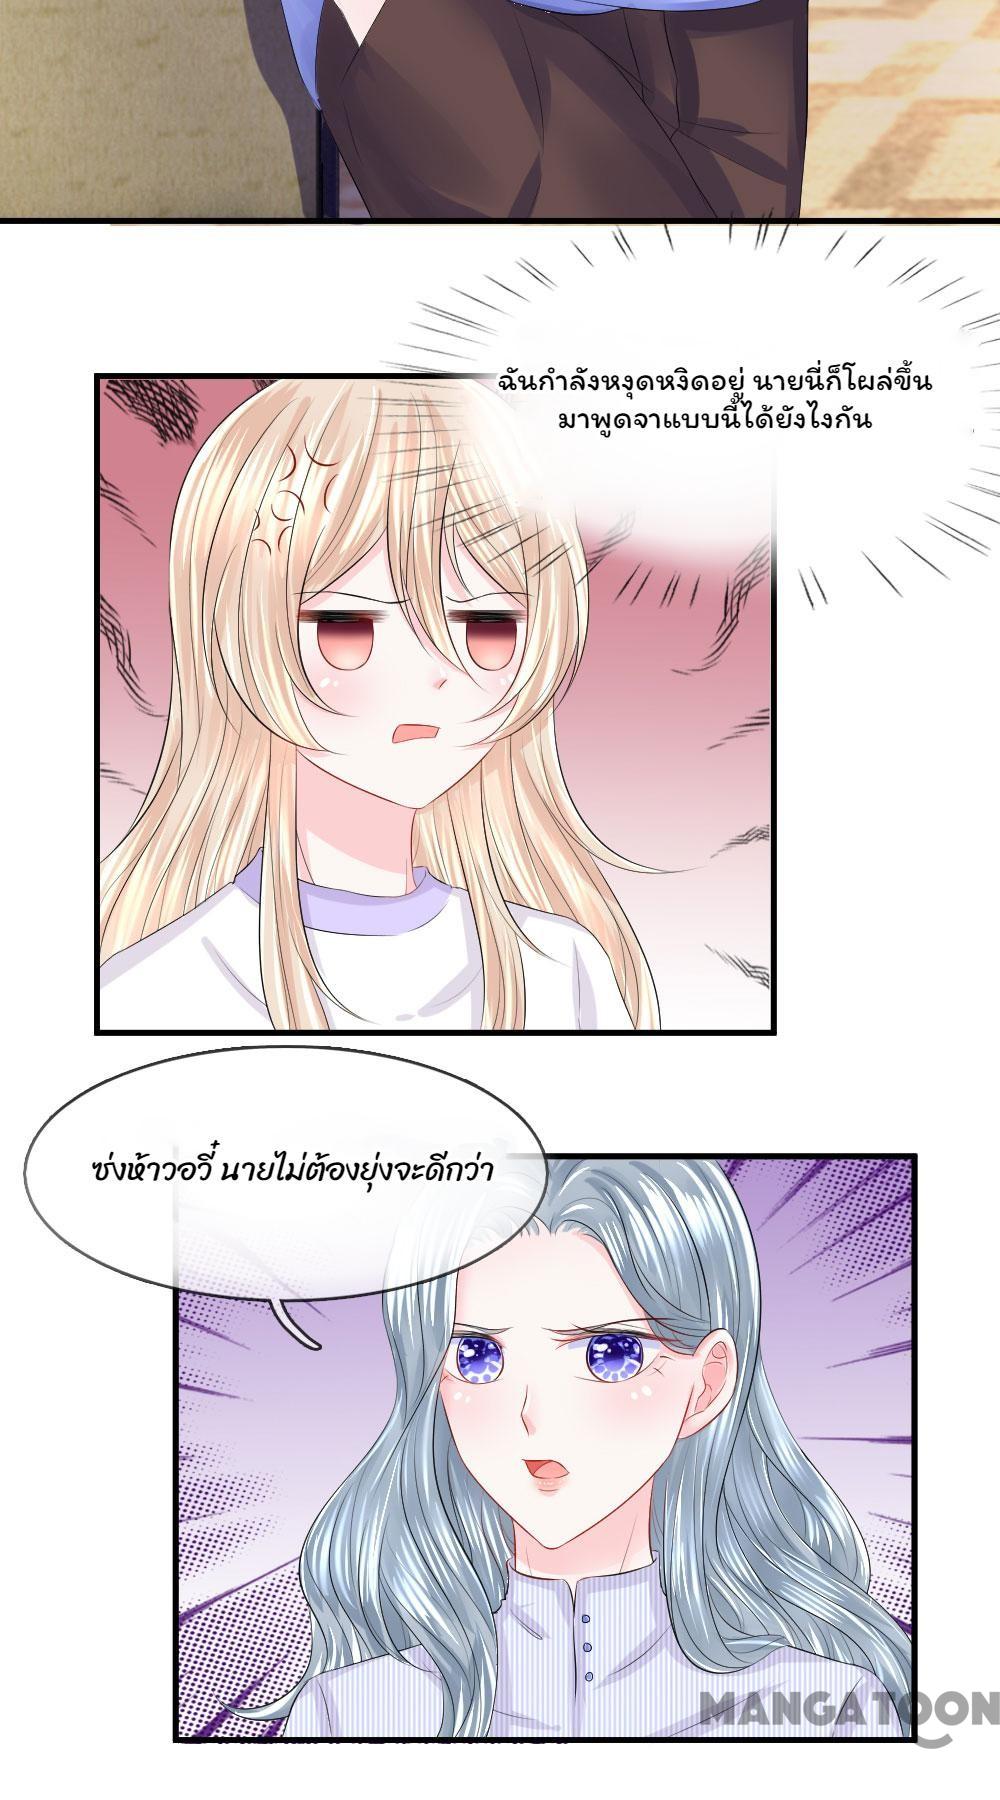 ฉันกำลังหงุดหงิดอยู่ นายนี่ก็โผล่ขึ้น
มาพูดจาแบบนี้ได้ยังไงกัน
ซ่งห้าวอวี๋ นายไม่ต้องยุ่งจะดีกว่า
MANGATOON